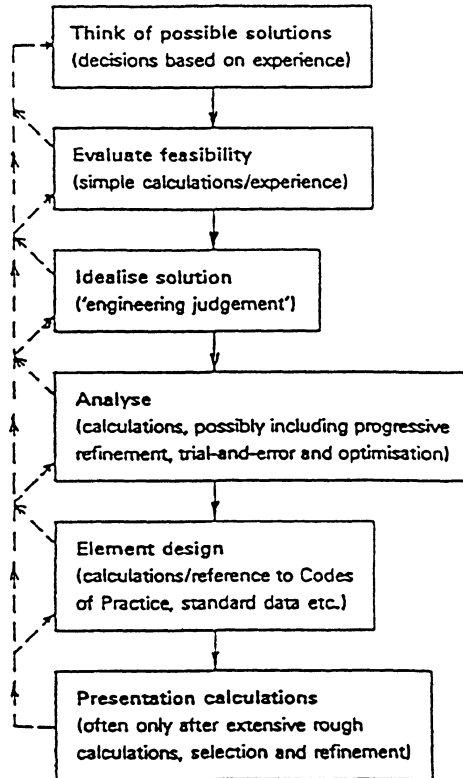 Think of possible solutions
(decisions based on experience)
Evaluate feasibility
(simple calculations/experience)
Idealise solution
('engineering judgement')
Analyse
(calculations, possibly including progressive
refinement, trial-and-error and optimisation)
Element design
(calculations/reference to Codes
of Practice, standard data etc.)
Presentation calculations
(often only after extensive rough
calculations, selection and refinement)